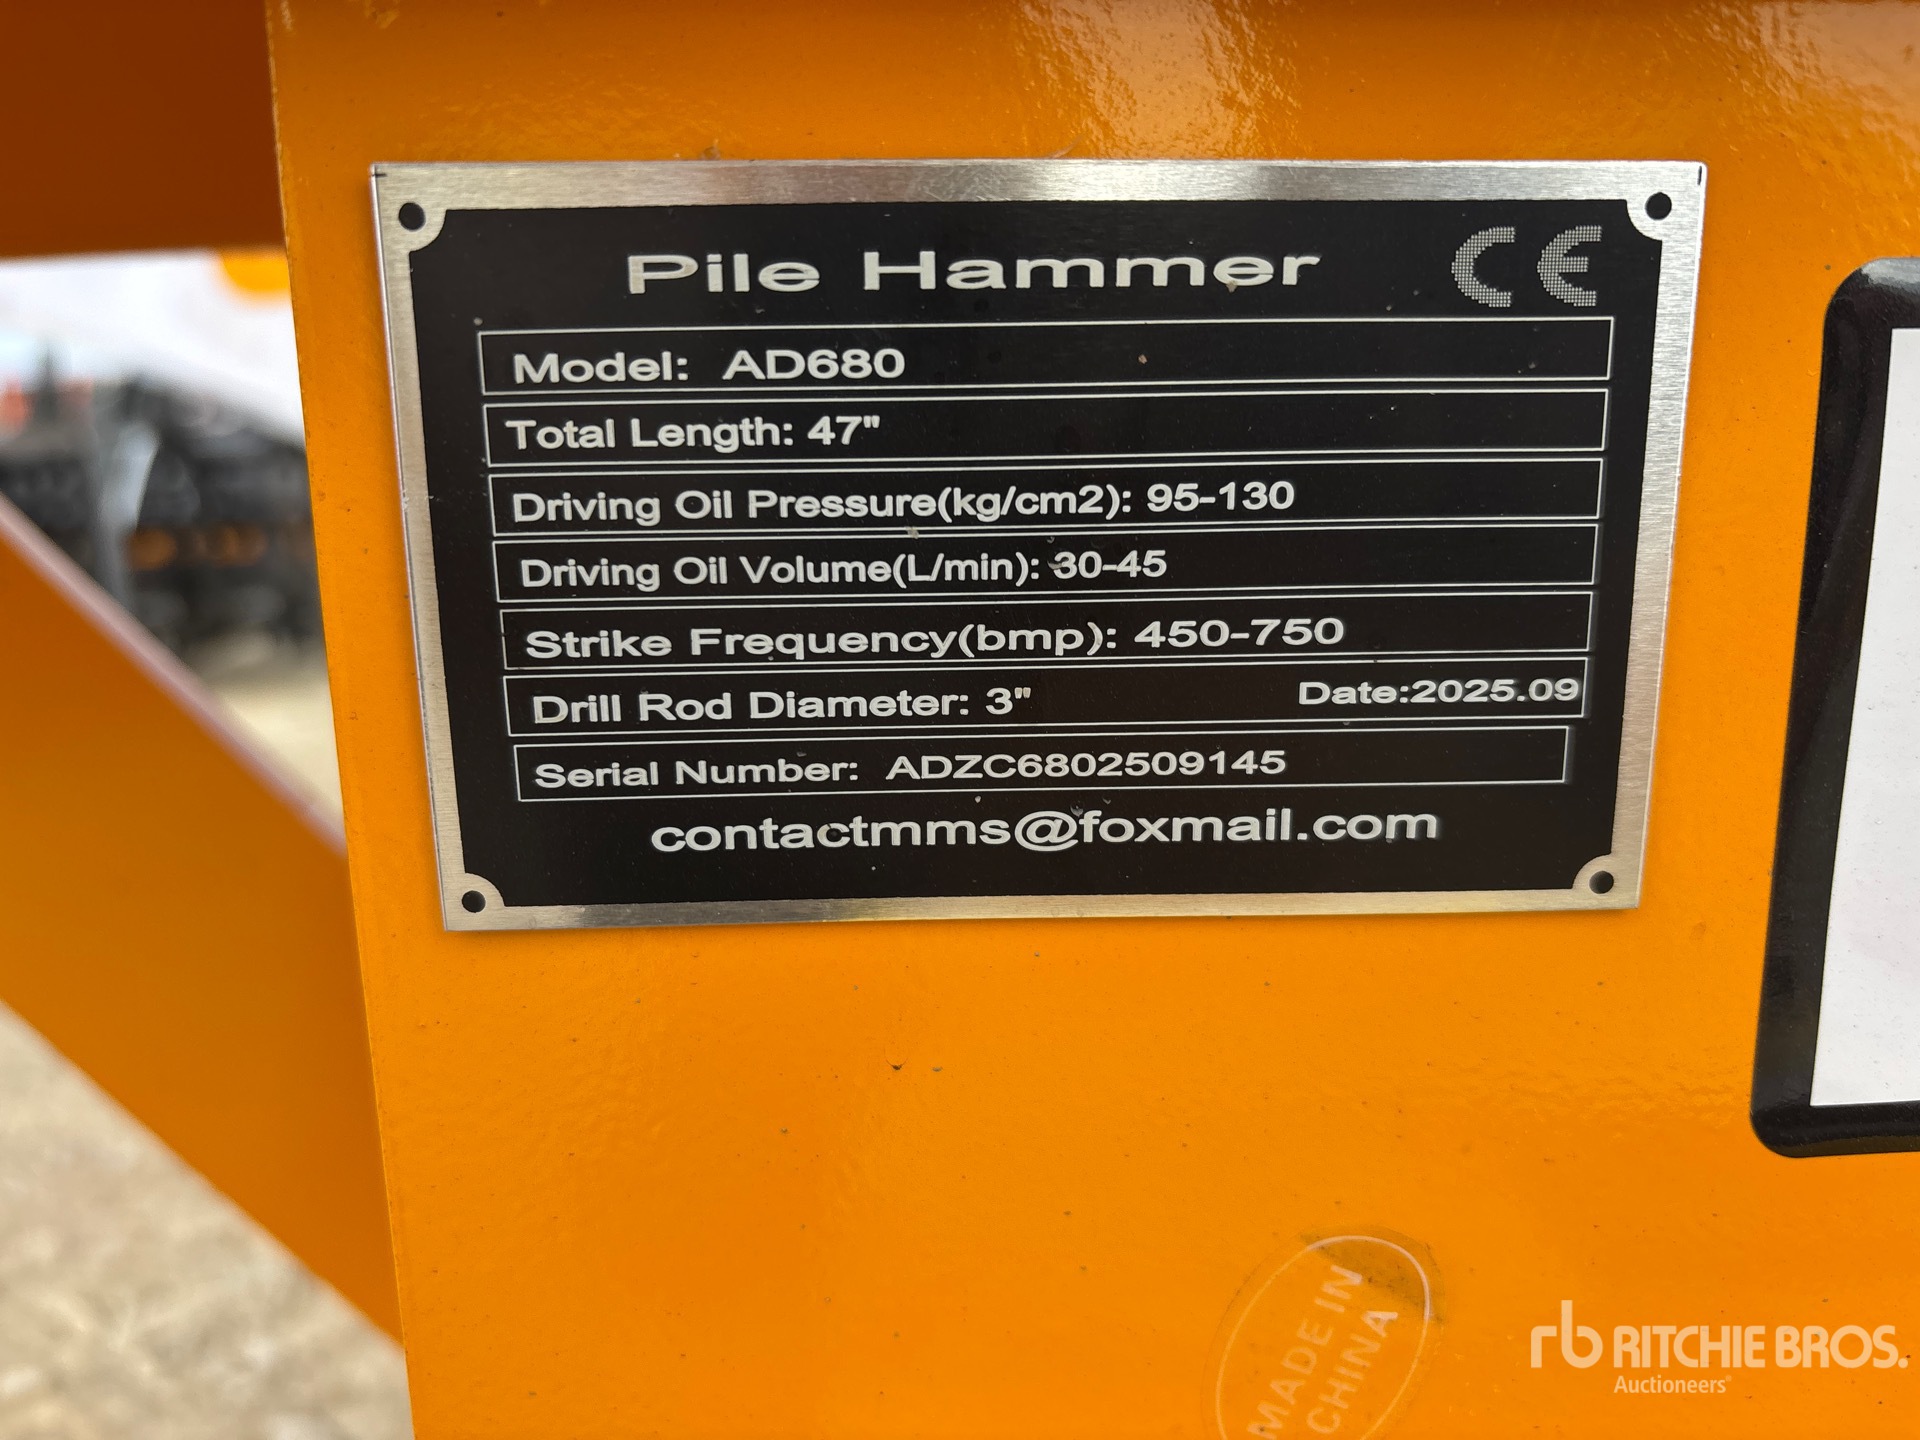 Pile Hammer CE
Model: AD680
Total Length: 47"
Driving Oil Pressure(kg/cm2): 95-130
Driving Oil Volume(L/min): 30-45
Strike Frequency(bmp): 450-750
Drill Rod Diameter: 3" Date:2025.09
Serial Number: ADZC6802509145
contactmms@foxmail.com
MADE IN
CHINA
rb RITCHIE BROS.
Auctioneers